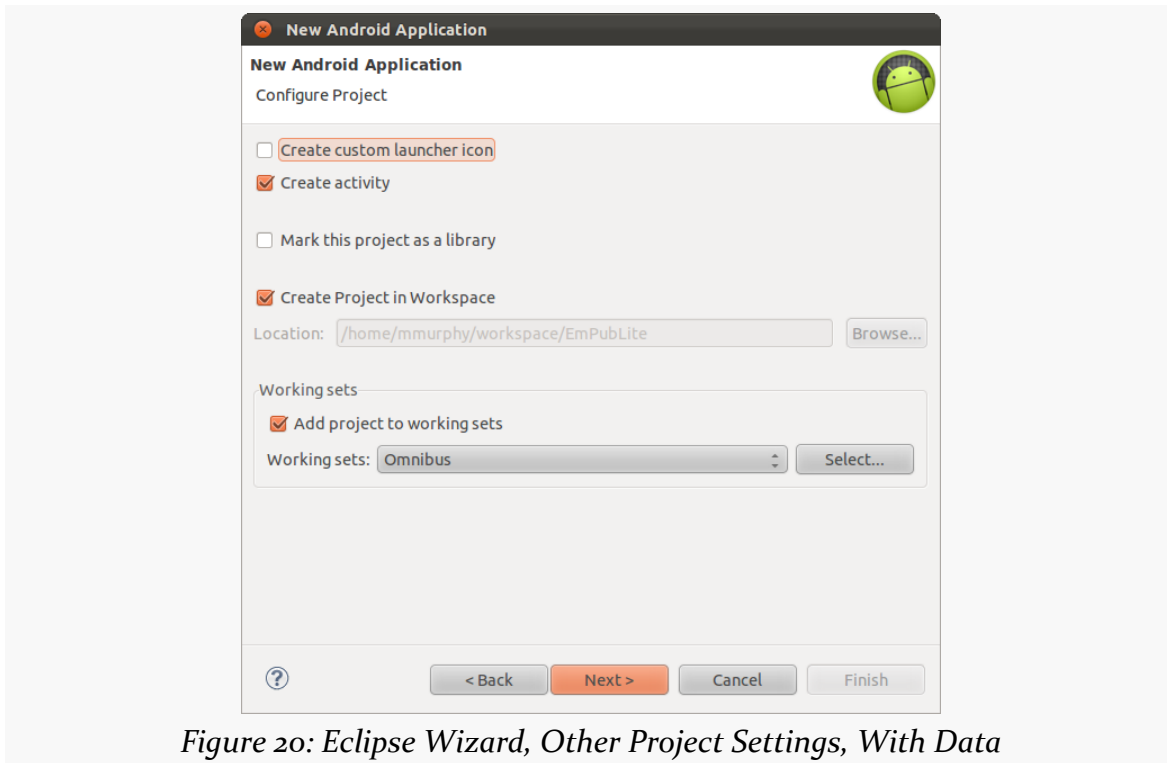 New Android Application
New Android Application
Configure Project
Create custom launcher icon
Create activity
Mark this project as a library
Create Project in Workspace
Location: /home/mmurphy/workspace/EmPubLite Browse...
Working sets
Add project to working sets
Working sets: Omnibus Select...
? < Back Next > Cancel Finish
Figure 20: Eclipse Wizard, Other Project Settings, With Data